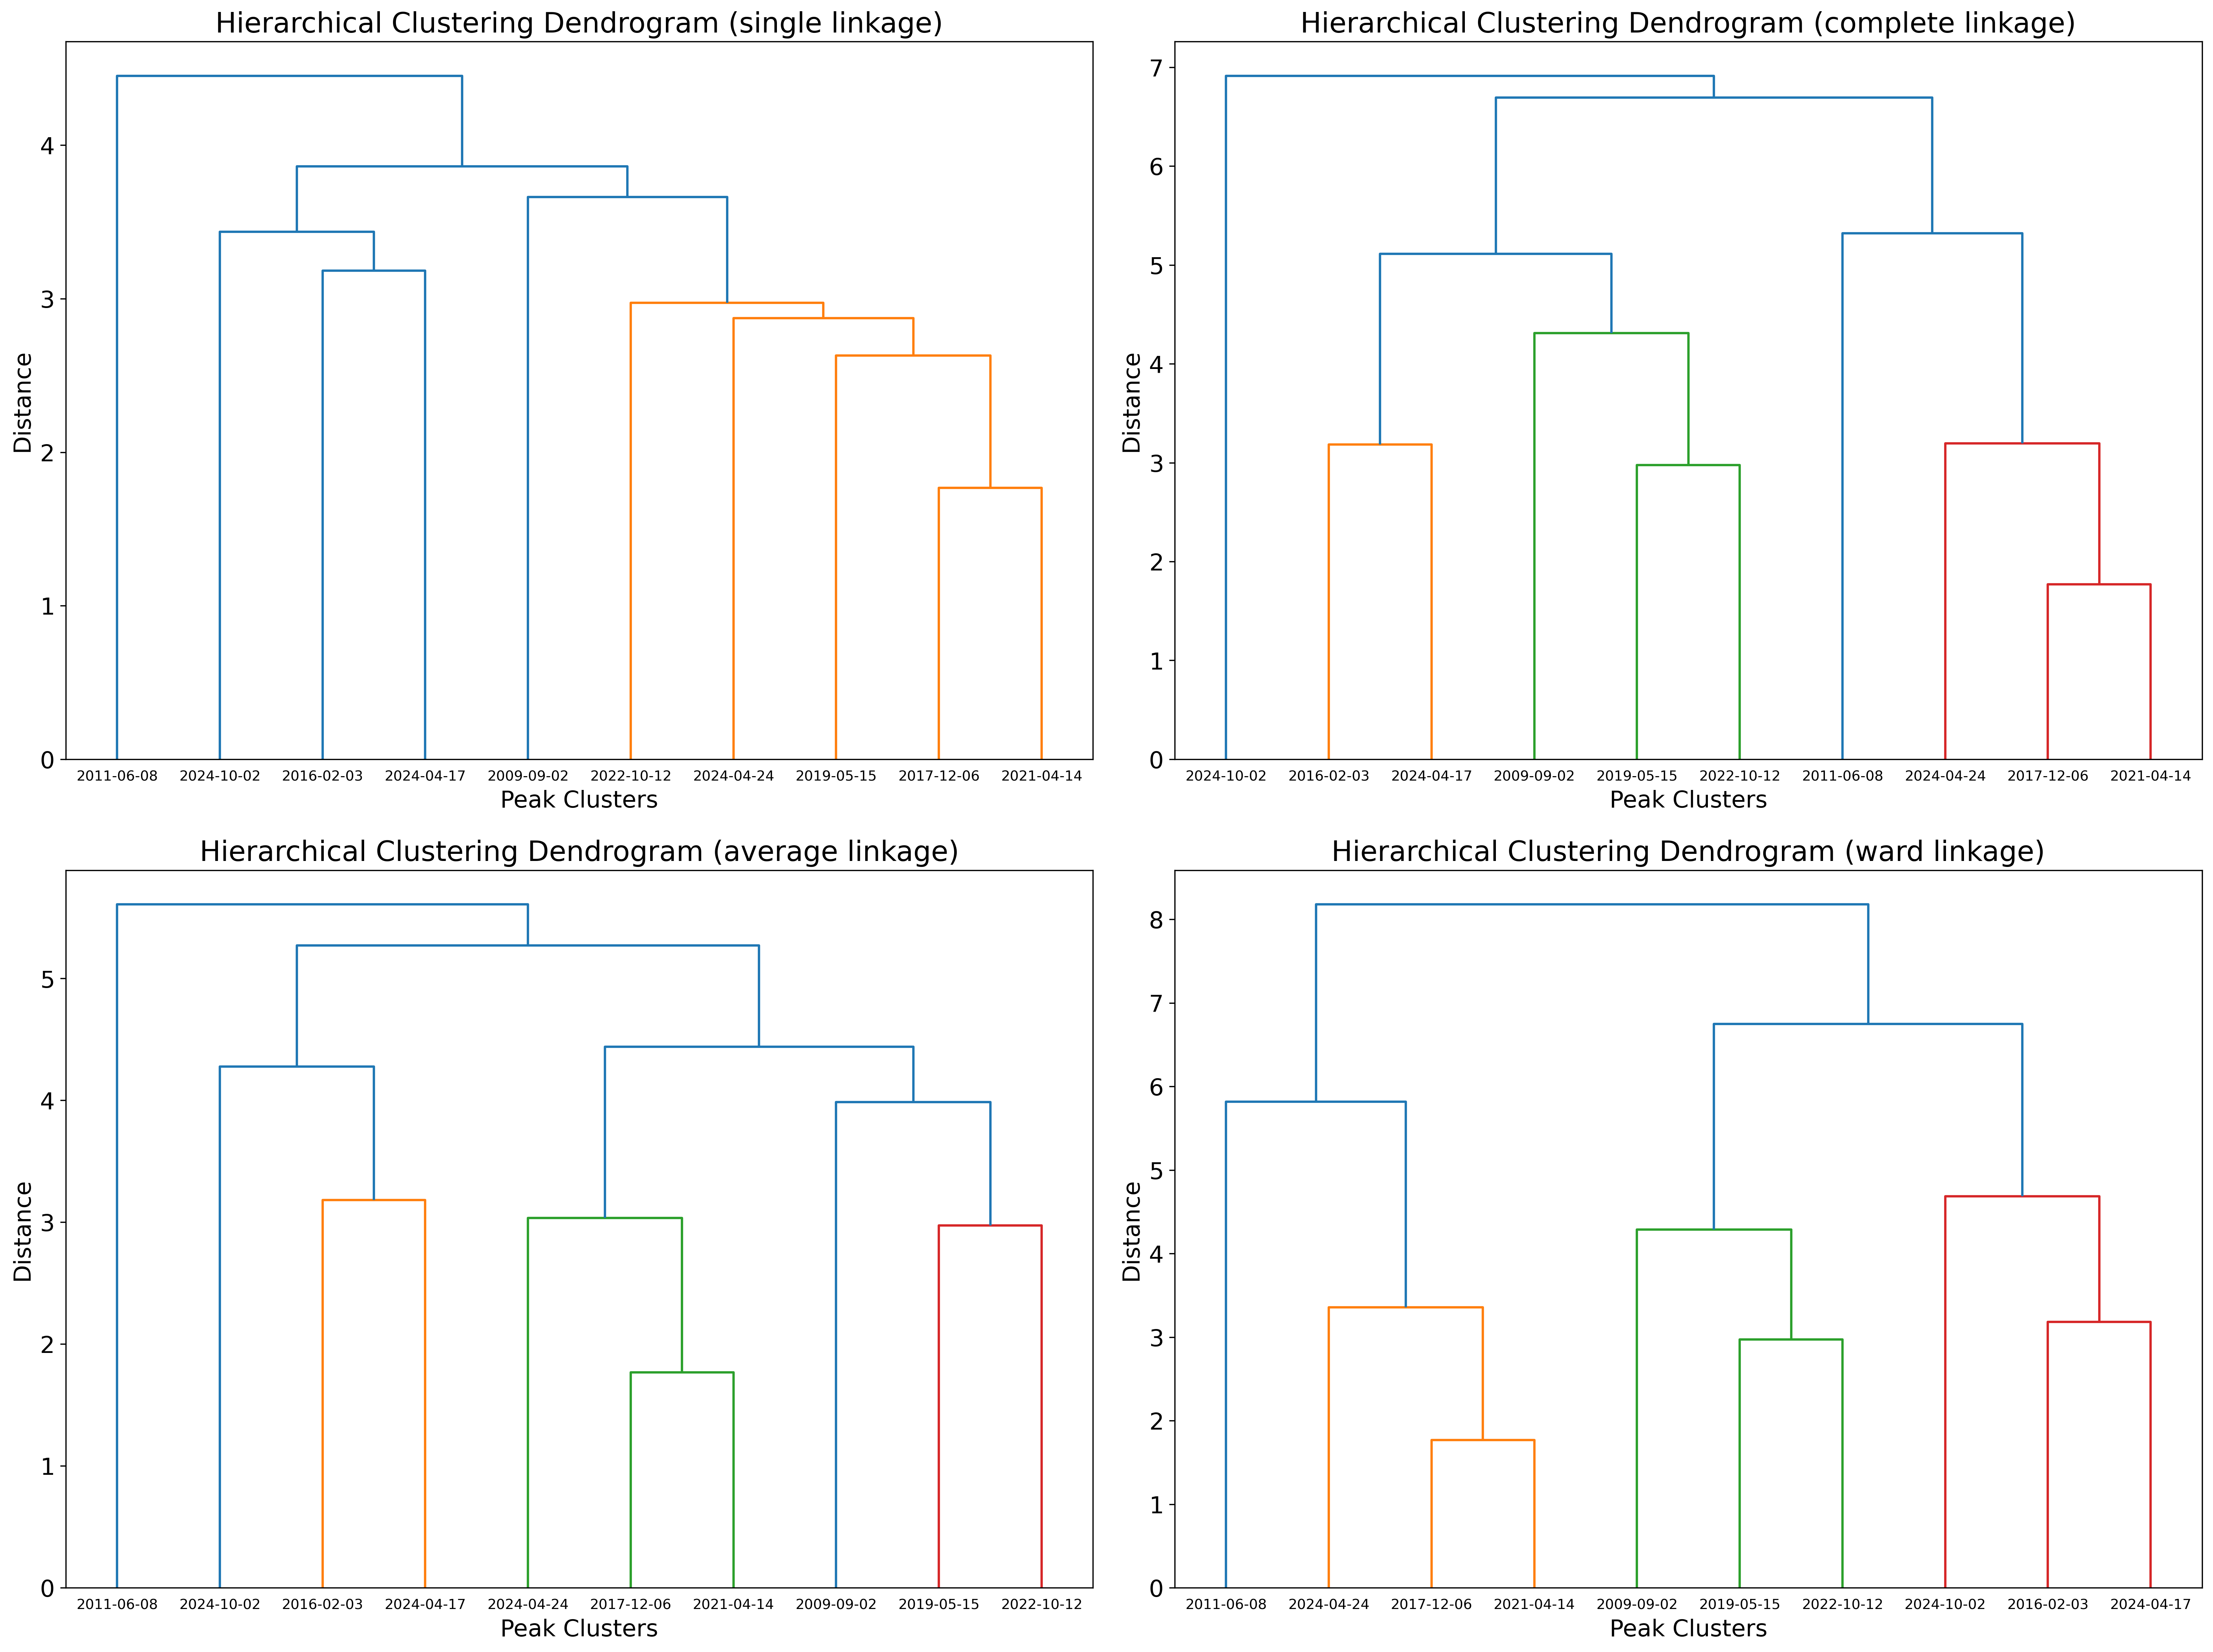 Hierarchical Clustering Dendrogram (single linkage)
Distance
4
3
2
1
0
2011-06-08 2024-10-02 2016-02-03 2024-04-17 2009-09-02 2022-10-12 2024-04-24 2019-05-15 2017-12-06 2021-04-14
Peak Clusters
Hierarchical Clustering Dendrogram (complete linkage)
Distance
7
6
5
4
3
2
1
0
2024-10-02 2016-02-03 2024-04-17 2009-09-02 2019-05-15 2022-10-12 2011-06-08 2024-04-24 2017-12-06 2021-04-14
Peak Clusters
Hierarchical Clustering Dendrogram (average linkage)
Distance
5
4
3
2
1
0
2011-06-08 2024-10-02 2016-02-03 2024-04-17 2024-04-24 2017-12-06 2021-04-14 2009-09-02 2019-05-15 2022-10-12
Peak Clusters
Hierarchical Clustering Dendrogram (ward linkage)
Distance
8
7
6
5
4
3
2
1
0
2011-06-08 2024-04-24 2017-12-06 2021-04-14 2009-09-02 2019-05-15 2022-10-12 2024-10-02 2016-02-03 2024-04-17
Peak Clusters